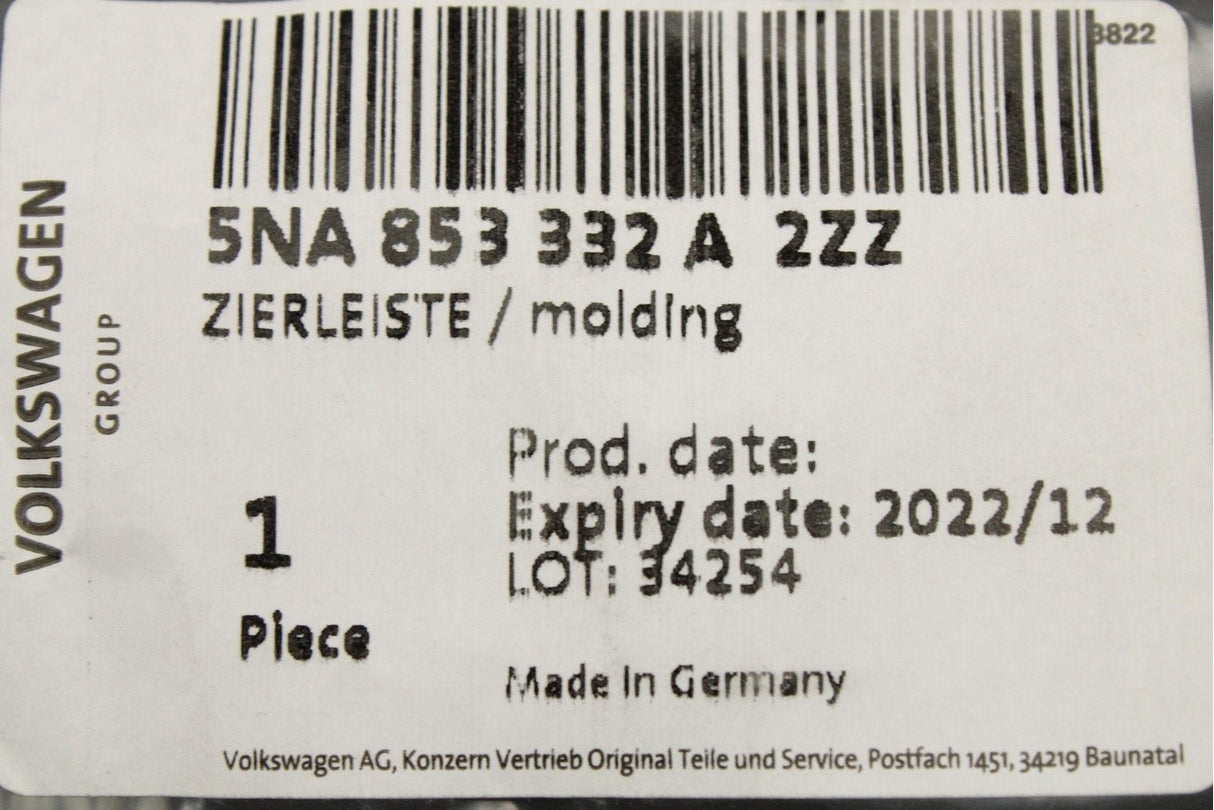 3822
5NA 853 332 A 2ZZ
ZIERLEISTE / molding
Prod. date:
Expiry date: 2022/12
LOT: 34254
1
Piece
Made In Germany
Volkswagen AG, Konzern Vertrieb Original Teile und Service, Postfach 1451, 34219 Baunatal
VOLKSWAGEN
GROUP